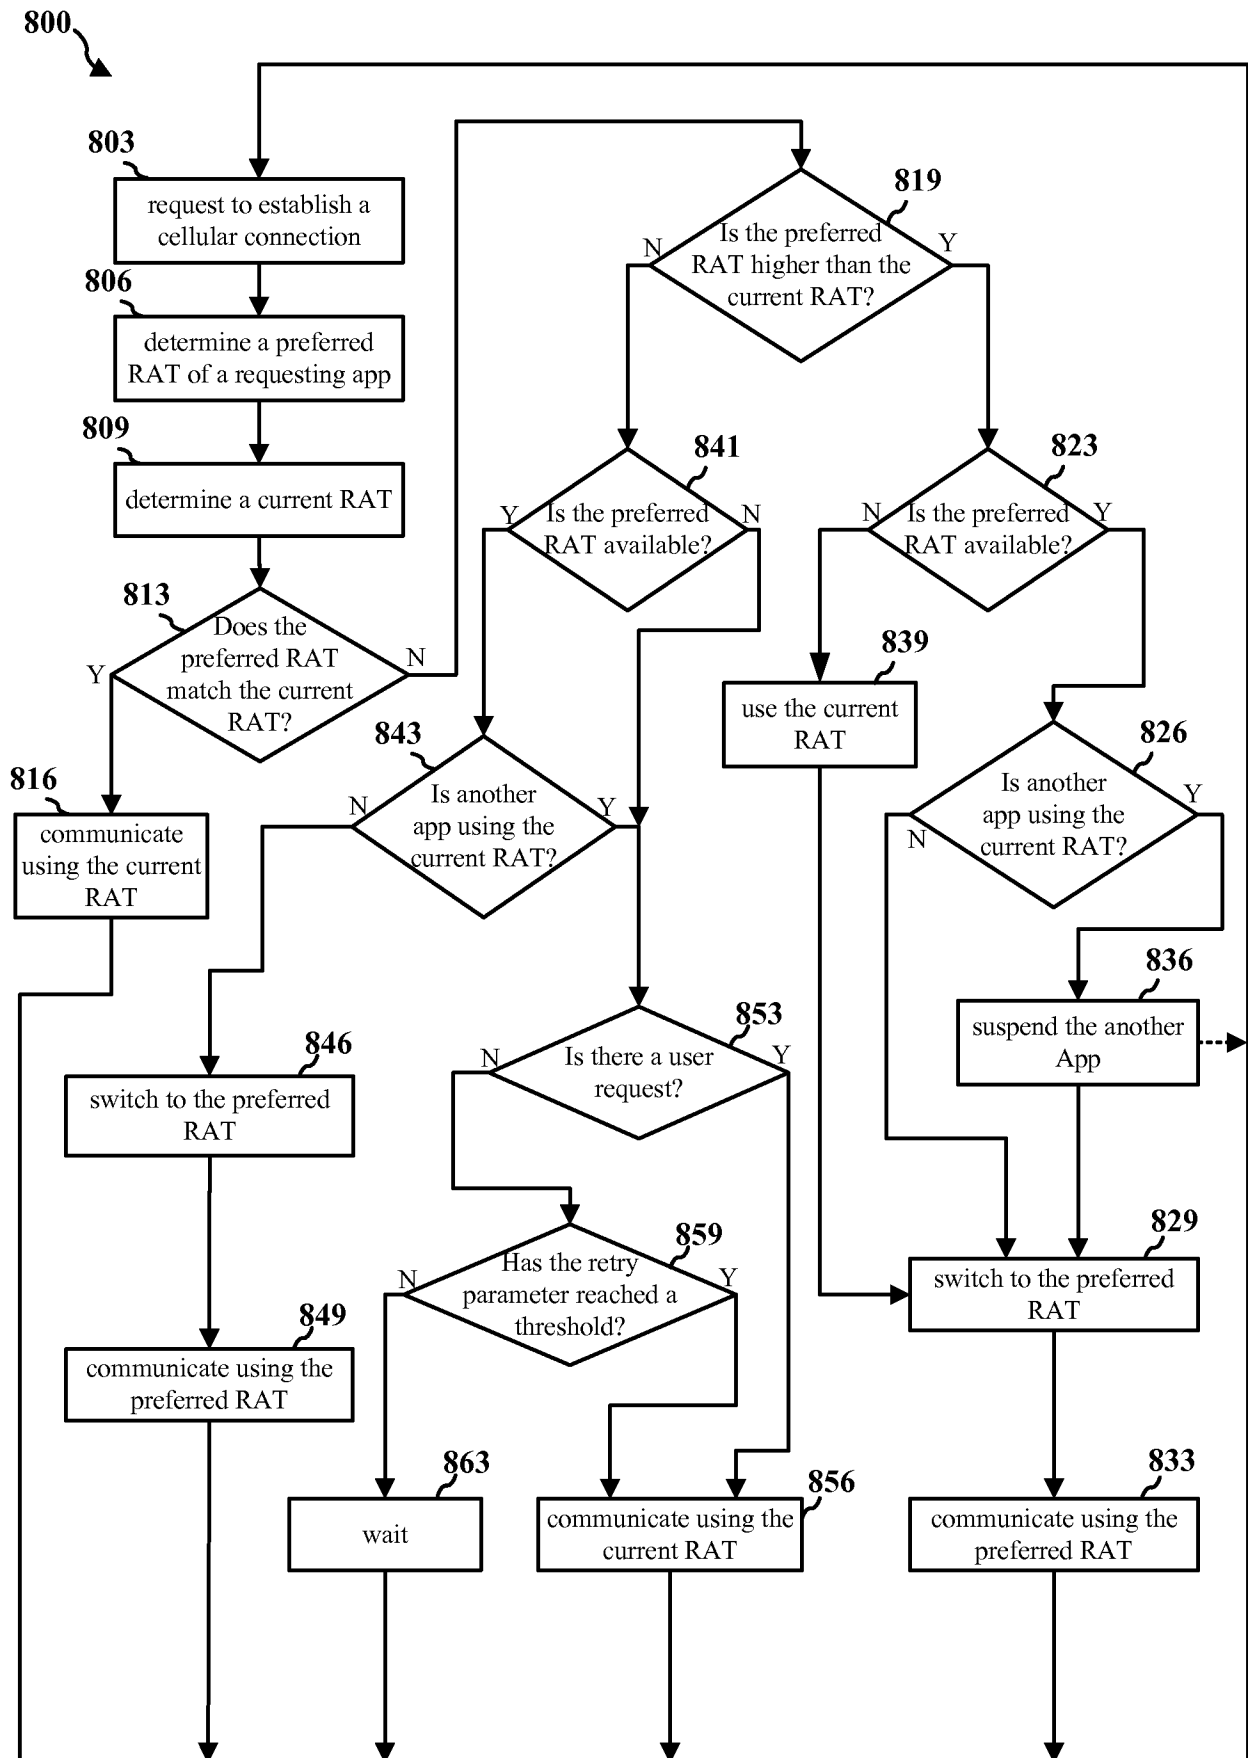 800
803
request to establish a
cellular connection
806
determine a preferred
RAT of a requesting app
809
determine a current RAT
813
Does the
preferred RAT
match the current
RAT?
Y
N
816
communicate
using the current
RAT
819
Is the preferred
RAT higher than the
current RAT?
N
Y
841
Is the preferred
RAT available?
Y
N
823
Is the preferred
RAT available?
N
Y
839
use the current
RAT
843
Is another
app using the
current RAT?
N
Y
826
Is another
app using the
current RAT?
N
Y
836
suspend the another
App
846
switch to the preferred
RAT
849
communicate using the
preferred RAT
853
Is there a user
request?
N
Y
859
Has the retry
parameter reached a
threshold?
N
Y
863
wait
856
communicate using the
current RAT
829
switch to the preferred
RAT
833
communicate using the
preferred RAT